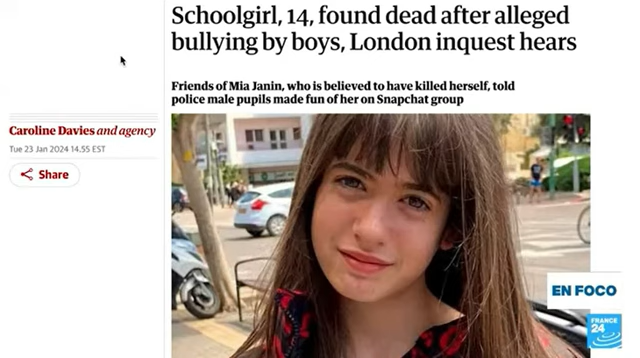 Schoolgirl, 14, found dead after alleged
bullying by boys, London inquest hears
Friends of Mia Janin, who is believed to have killed herself, told
police male pupils made fun of her on Snapchat group
Caroline Davies and agency
Tue 23 Jan 2024 14.55 EST
Share
EN FOCO
FRANCE
24